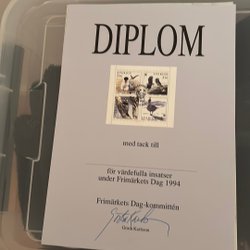 DIPLOM
med tack till
för värdefulla insatser
under Frimärkets Dag 1994
Frimärkets Dag-kommittén